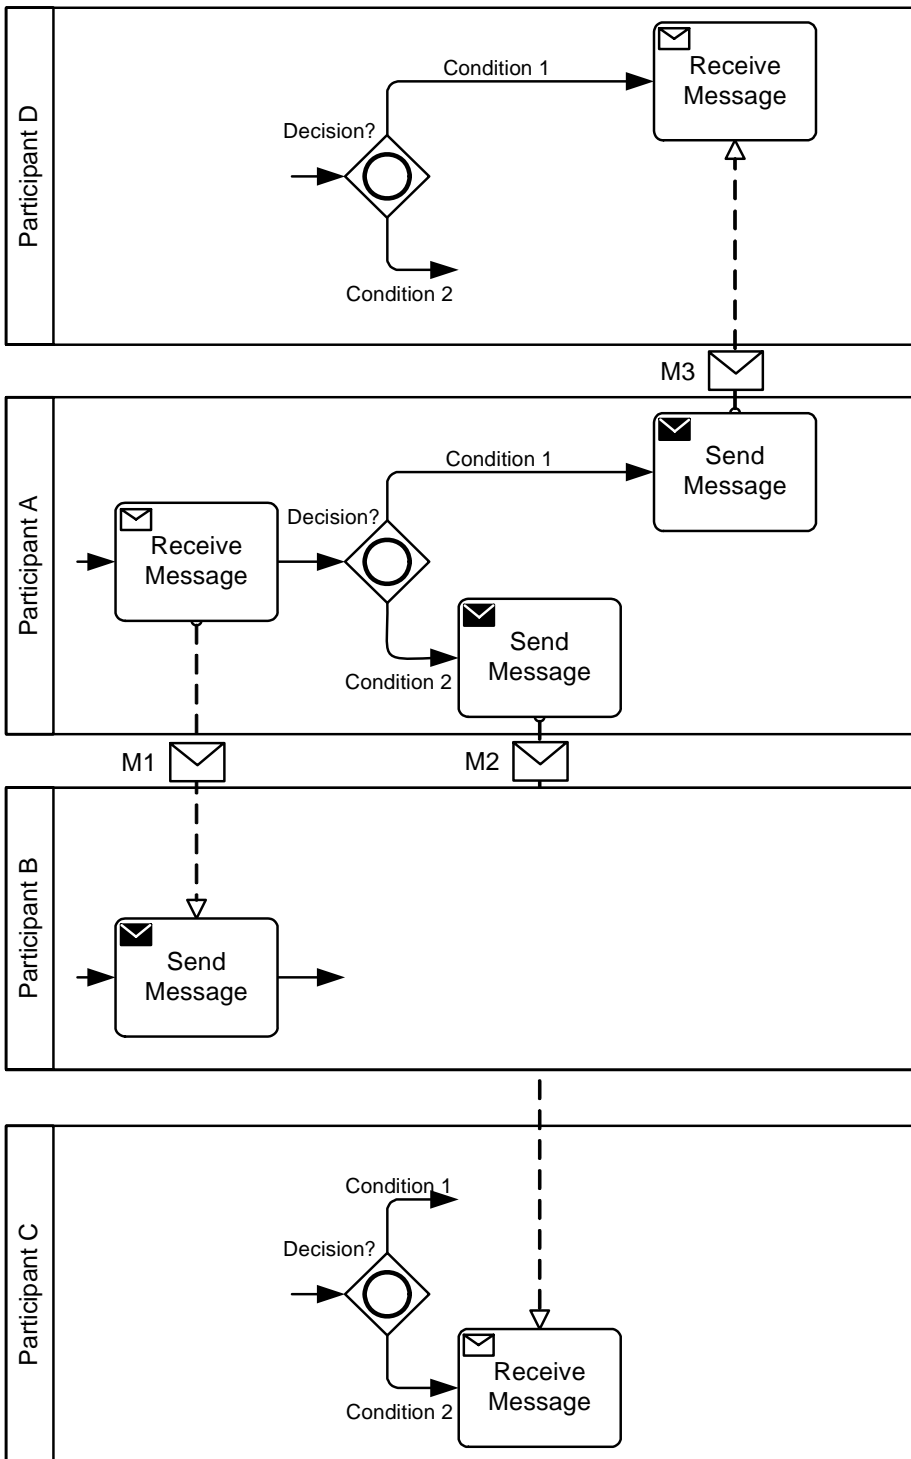 Participant D
Decision?
Condition 1
Condition 2
Receive
Message
M3
Participant A
Receive
Message
Decision?
Condition 1
Condition 2
Send
Message
Send
Message
M1
M2
Participant B
Send
Message
Participant C
Condition 1
Decision?
Condition 2
Receive
Message